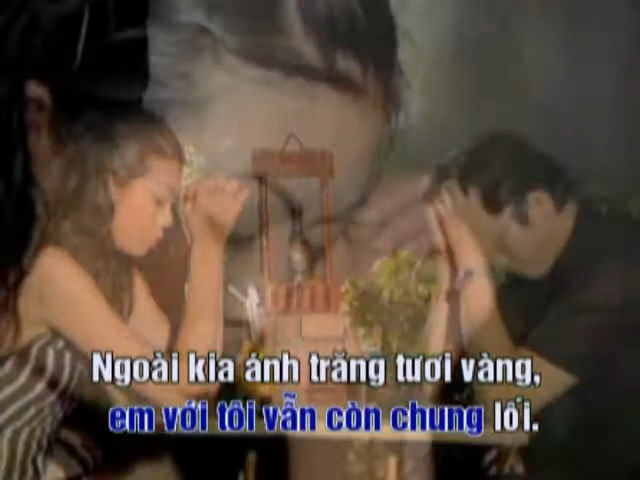 Ngoài kia ánh trăng tươi vàng,
em với tôi vẫn còn chung lối.